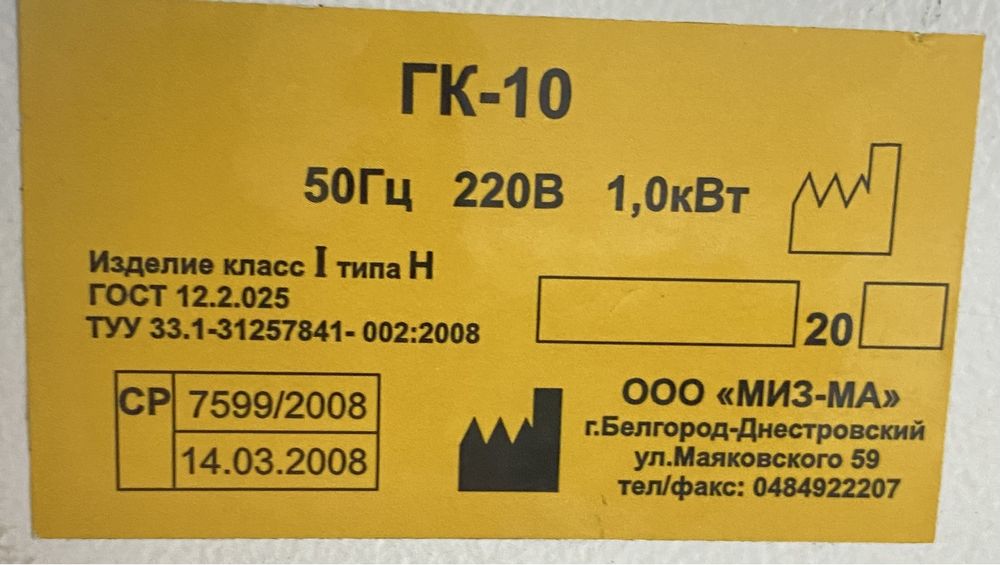 ГК-10
50Гц 220В 1,0кВт
Изделие класс I типа Н
ГОСТ 12.2.025
ТУУ 33.1-31257841- 002:2008
20
СР 7599/2008
14.03.2008
ООО «МИЗ-МА»
г.Белгород-Днестровский
ул.Маяковского 59
тел/факс: 0484922207